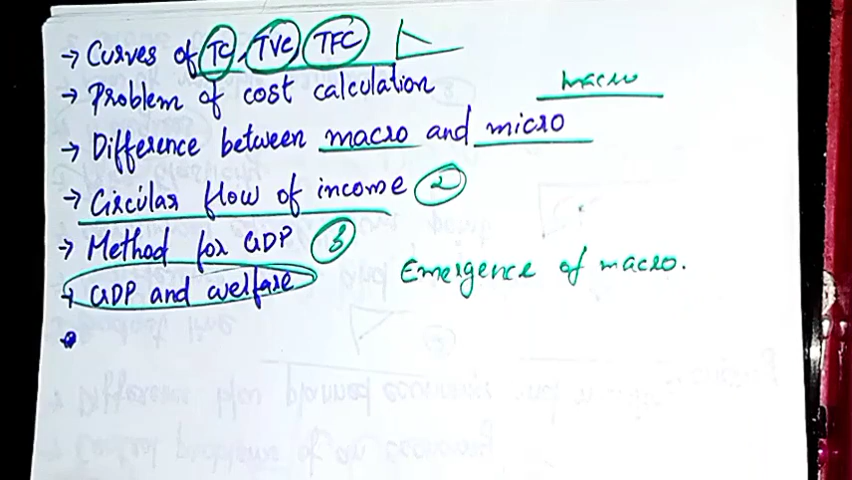 → Curves of TC, TVC TFC
→ Problem of cost calculation
macro
→ Difference between macro and micro
→ Circular flow of income 2
→ Method for GDP 3
→ GDP and welfare
Emergence of macro.